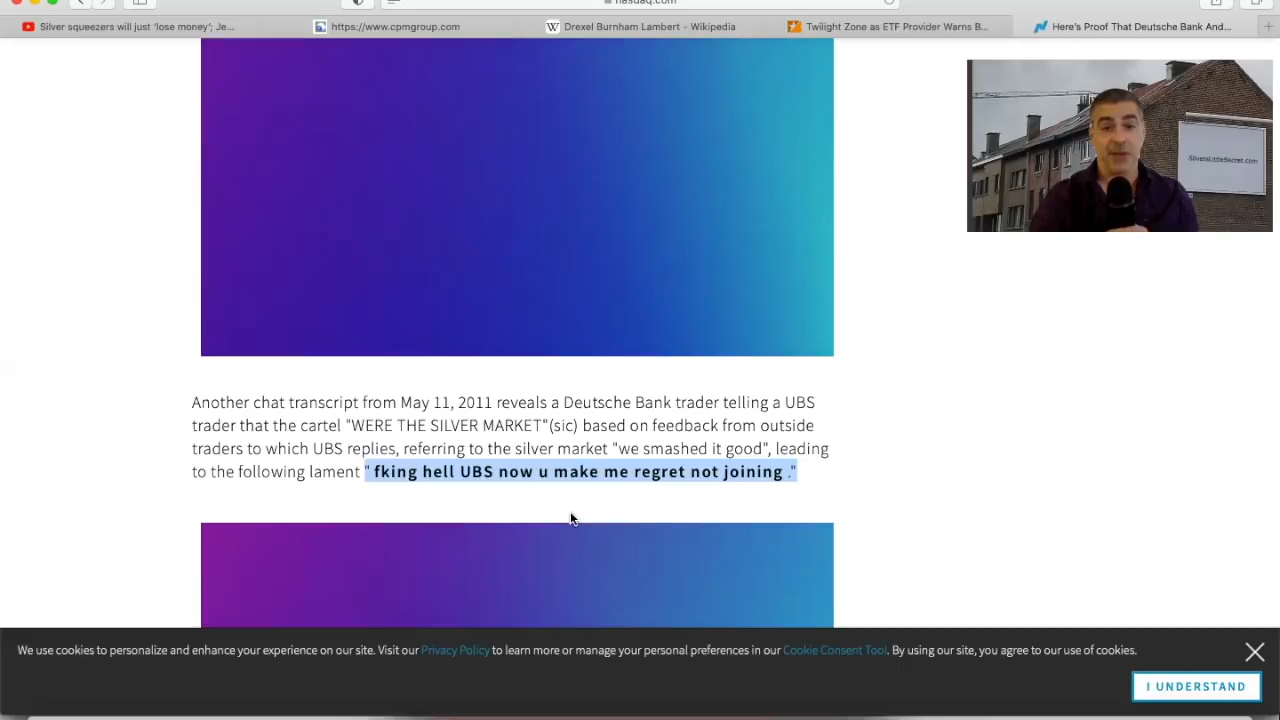 nasdaq.com
Silver squeezers will just 'lose money'; Je...
https://www.cpmgroup.com
Drexel Burnham Lambert - Wikipedia
Twilight Zone as ETF Provider Warns B...
Here's Proof That Deutsche Bank And...
SilversLittleSecret.com
Another chat transcript from May 11, 2011 reveals a Deutsche Bank trader telling a UBS
trader that the cartel "WERE THE SILVER MARKET"(sic) based on feedback from outside
traders to which UBS replies, referring to the silver market "we smashed it good", leading
to the following lament " fking hell UBS now u make me regret not joining ."
We use cookies to personalize and enhance your experience on our site. Visit our Privacy Policy to learn more or manage your personal preferences in our Cookie Consent Tool. By using our site, you agree to our use of cookies.
I UNDERSTAND